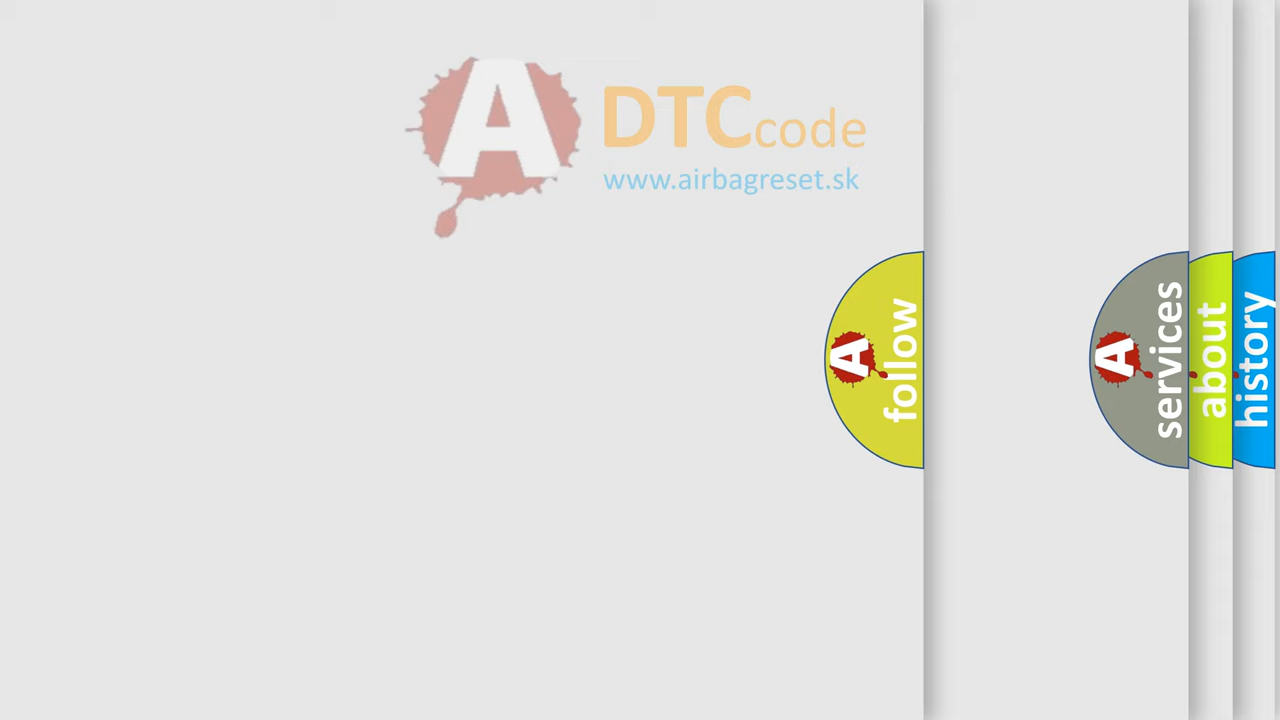 A
DTCcode
www.airbagreset.sk
A follow
A services
about
history